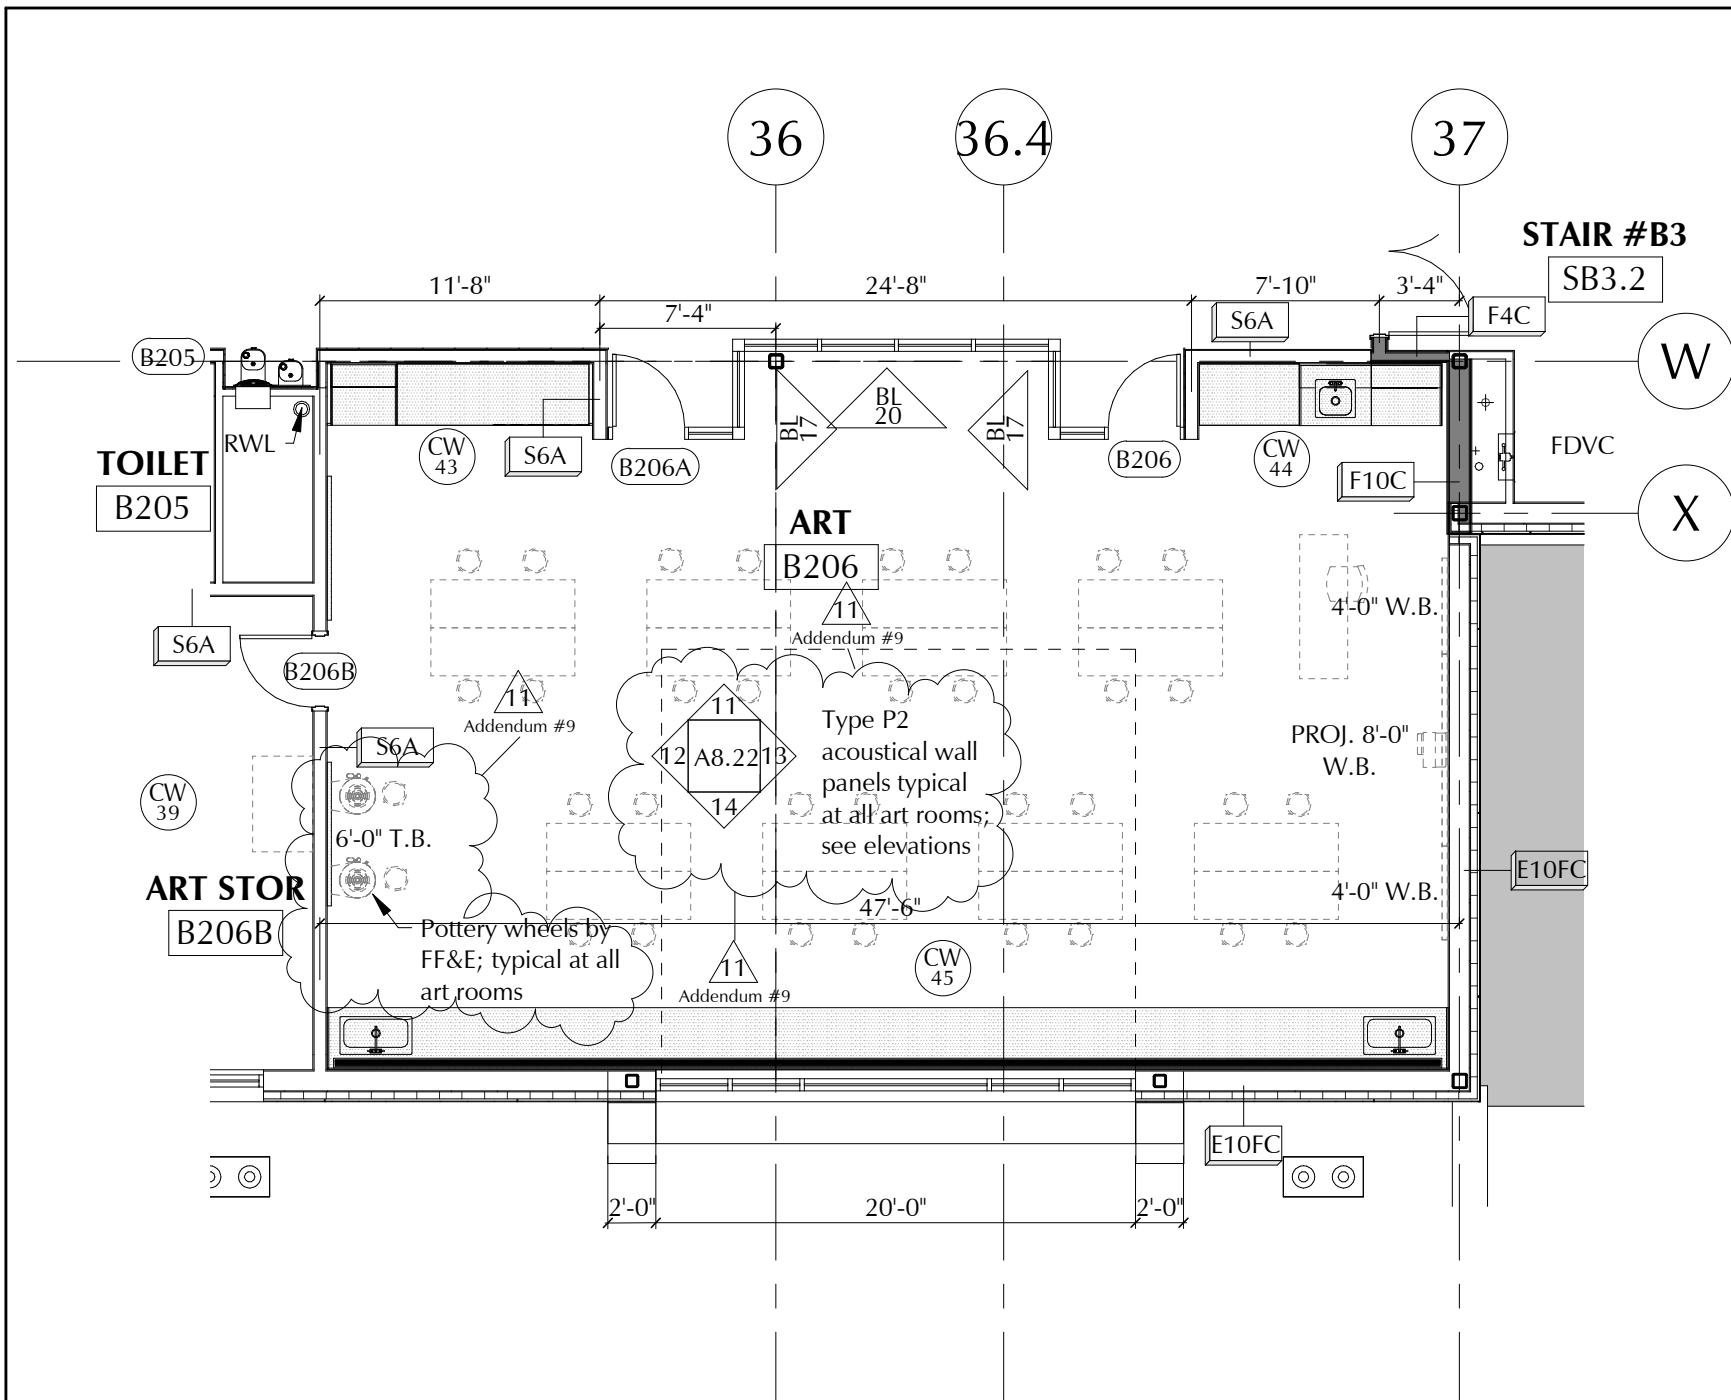 36
36.4
37
STAIR #B3
SB3.2
11'-8"
24'-8"
7'-10"
3'-4"
7'-4"
S6A
F4C
B205
W
BL
20
BL
17
BL
17
RWL
CW
43
S6A
B206A
B206
CW
44
FDVC
TOILET
B205
F10C
X
ART
B206
11
Addendum #9
4'-0" W.B.
S6A
B206B
11
Addendum #9
S6A
11
12
A8.22
13
14
Type P2
acoustical wall
panels typical
at all art rooms;
see elevations
PROJ. 8'-0"
W.B.
CW
39
6'-0" T.B.
E10FC
ART STOR
B206B
4'-0" W.B.
47'-6"
Pottery wheels by
FF&E; typical at all
art rooms
11
Addendum #9
CW
45
E10FC
2'-0"
20'-0"
2'-0"